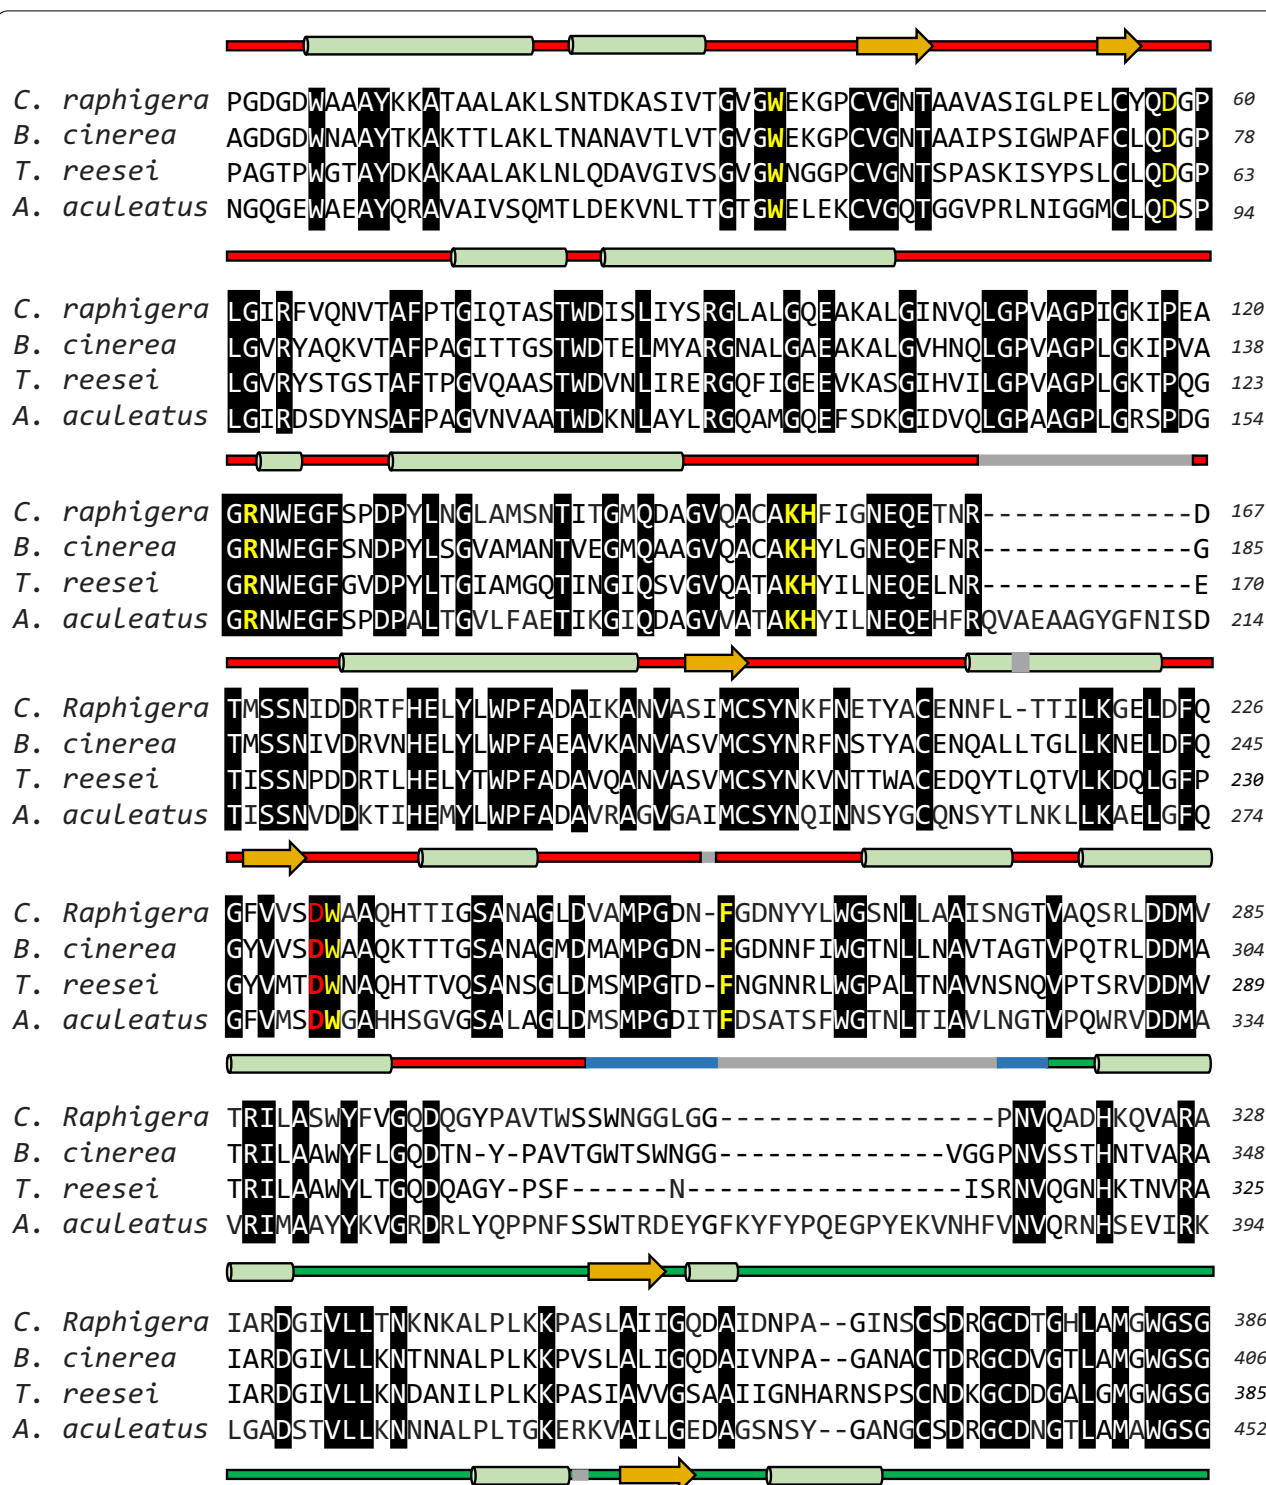 C. raphigera PGDGDWAAAYKKATAALAKLSNTDKASIVTGVGWEKGPCVGNTAAVASIGLPELCYQDGP 60
B. cinerea AGDGDWNAAYTKAKTTLAKLTNANAVTLVTGVGWEKGPCVGNTAAIPSIGWPAFCLQDGP 78
T. reesei PAGTPWGTAYDKAKAALAKLNLQDAVGIVSGVGWNGGPCVGNTSPASKISYPSLCLQDGP 63
A. aculeatus NGQGEWAEAYQRAVAIVSQMTLDEKVNLTTGTGWELEKCVGQTGGVPRLNIGGMCLQDSP 94
C. raphigera LGIRFVQNVTAFPTGIQTASTWDISLIYSRGLALGQEAKALGINVQLGPVAGPIGKIPEA 120
B. cinerea LGVRYAQKVTAFPAGITTGSTWDTELMYARGNALGAEAKALGVHNQLGPVAGPLGKIPVA 138
T. reesei LGVRYSTGSTAFTPGVQAASTWDVNLIRERGQFIGEEVKASGIHVILGPVAGPLGKTPQG 123
A. aculeatus LGIRDSDYNSAFPAGVNVAATWDKNLAYLRGQAMGQEFSDKGIDVQLGPAAGPLGRSPDG 154
C. raphigera GRNWEGFSPDPYLNGLAMSNTITGMQDAGVQACAKHFIGNEQETNR-------------D 167
B. cinerea GRNWEGFSNDPYLSGVAMANTVEGMQAAGVQACAKHYLGNEQEFNR-------------G 185
T. reesei GRNWEGFGVDPYLTGIAMGQTINGIQSVGVQATAKHYILNEQELNR-------------E 170
A. aculeatus GRNWEGFSPDPALTGVLFAETIKGIQDAGVVATAKHYILNEQEHFRQVAEAAGYGFNISD 214
C. Raphigera TMSSNIDDRTFHELYLWPFADAIKANVASIMCSYNKFNETYACENNFL-TTILKGELDFQ 226
B. cinerea TMSSNIVDRVNHELYLWPFAEAVKANVASVMCSYNRFNSTYACENQALLTGLLKNELDFQ 245
T. reesei TISSNPDDRTLHELYTWPFADAVQANVASVMCSYNKVNTTWACEDQYTLQTVLKDQLGFP 230
A. aculeatus TISSNVDDKTIHEMYLWPFADAVRAGVGAIMCSYNQINNSYGCQNSYTLNKLLKAELGFQ 274
C. Raphigera GFVVSDWAAQHTTIGSANAGLDVAMPGDN-FGDNYYLWGSNLLAAISNGTVAQSRLDDMV 285
B. cinerea GYVVSDWAAQKTTTGSANAGMDMAMPGDN-FGDNNFIWGTNLLNAVTAGTVPQTRLDDMA 304
T. reesei GYVMTDWNAQHTTVQSANSGLDMSMPGTD-FNGNNRLWGPALTNAVNSNQVPTSRVDDMV 289
A. aculeatus GFVMSDWGAHHSGVGSALAGLDMSMPGDITFDSATSFWGTNLTIAVLNGTVPQWRVDDMA 334
C. Raphigera TRILASWYFVGQDQGYPAVTWSSWNGGLGG-----------------PNVQADHKQVARA 328
B. cinerea TRILAAWYFLGQDTN-Y-PAVTGWTSWNGG--------------VGGPNVSSTHNTVARA 348
T. reesei TRILAAWYLTGQDQAGY-PSF------N-----------------ISRNVQGNHKTNVRA 325
A. aculeatus VRIMAAYYKVGRDRLYQPPNFSSWTRDEYGFKYFYPQEGPYEKVNHFVNVQRNHSEVIRK 394
C. Raphigera IARDGIVLLTNKNKALPLKKPASLAIIGQDAIDNPA--GINSCSDRGCDTGHLAMGWGSG 386
B. cinerea IARDGIVLLKNTNNALPLKKPVSLALIGQDAIVNPA--GANACTDRGCDVGTLAMGWGSG 406
T. reesei IARDGIVLLKNDANILPLKKPASIAVVGSAAIIGNHARNSPSCNDKGCDDGALGMGWGSG 385
A. aculeatus LGADSTVLLKNNNALPLTGKERKVAILGEDAGSNSY--GANGCSDRGCDNGTLAMAWGSG 452